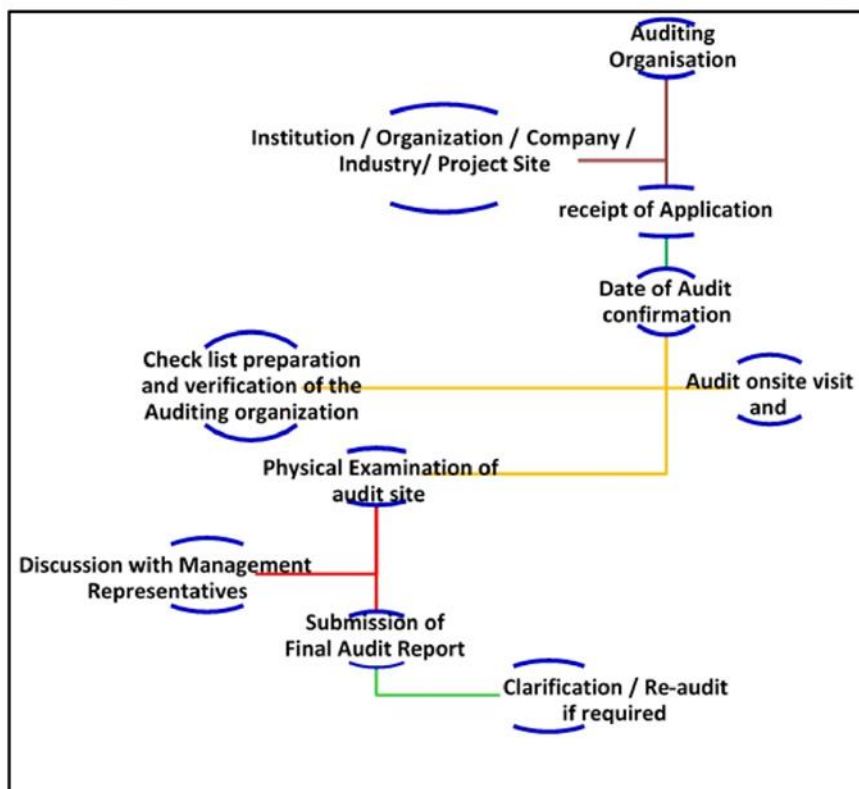 Auditing
Organisation
Institution / Organization / Company /
Industry/ Project Site
receipt of Application
Date of Audit
confirmation
Check list preparation
and verification of the
Auditing organization
Audit onsite visit
and
Physical Examination of
audit site
Discussion with Management
Representatives
Submission of
Final Audit Report
Clarification / Re-audit
if required